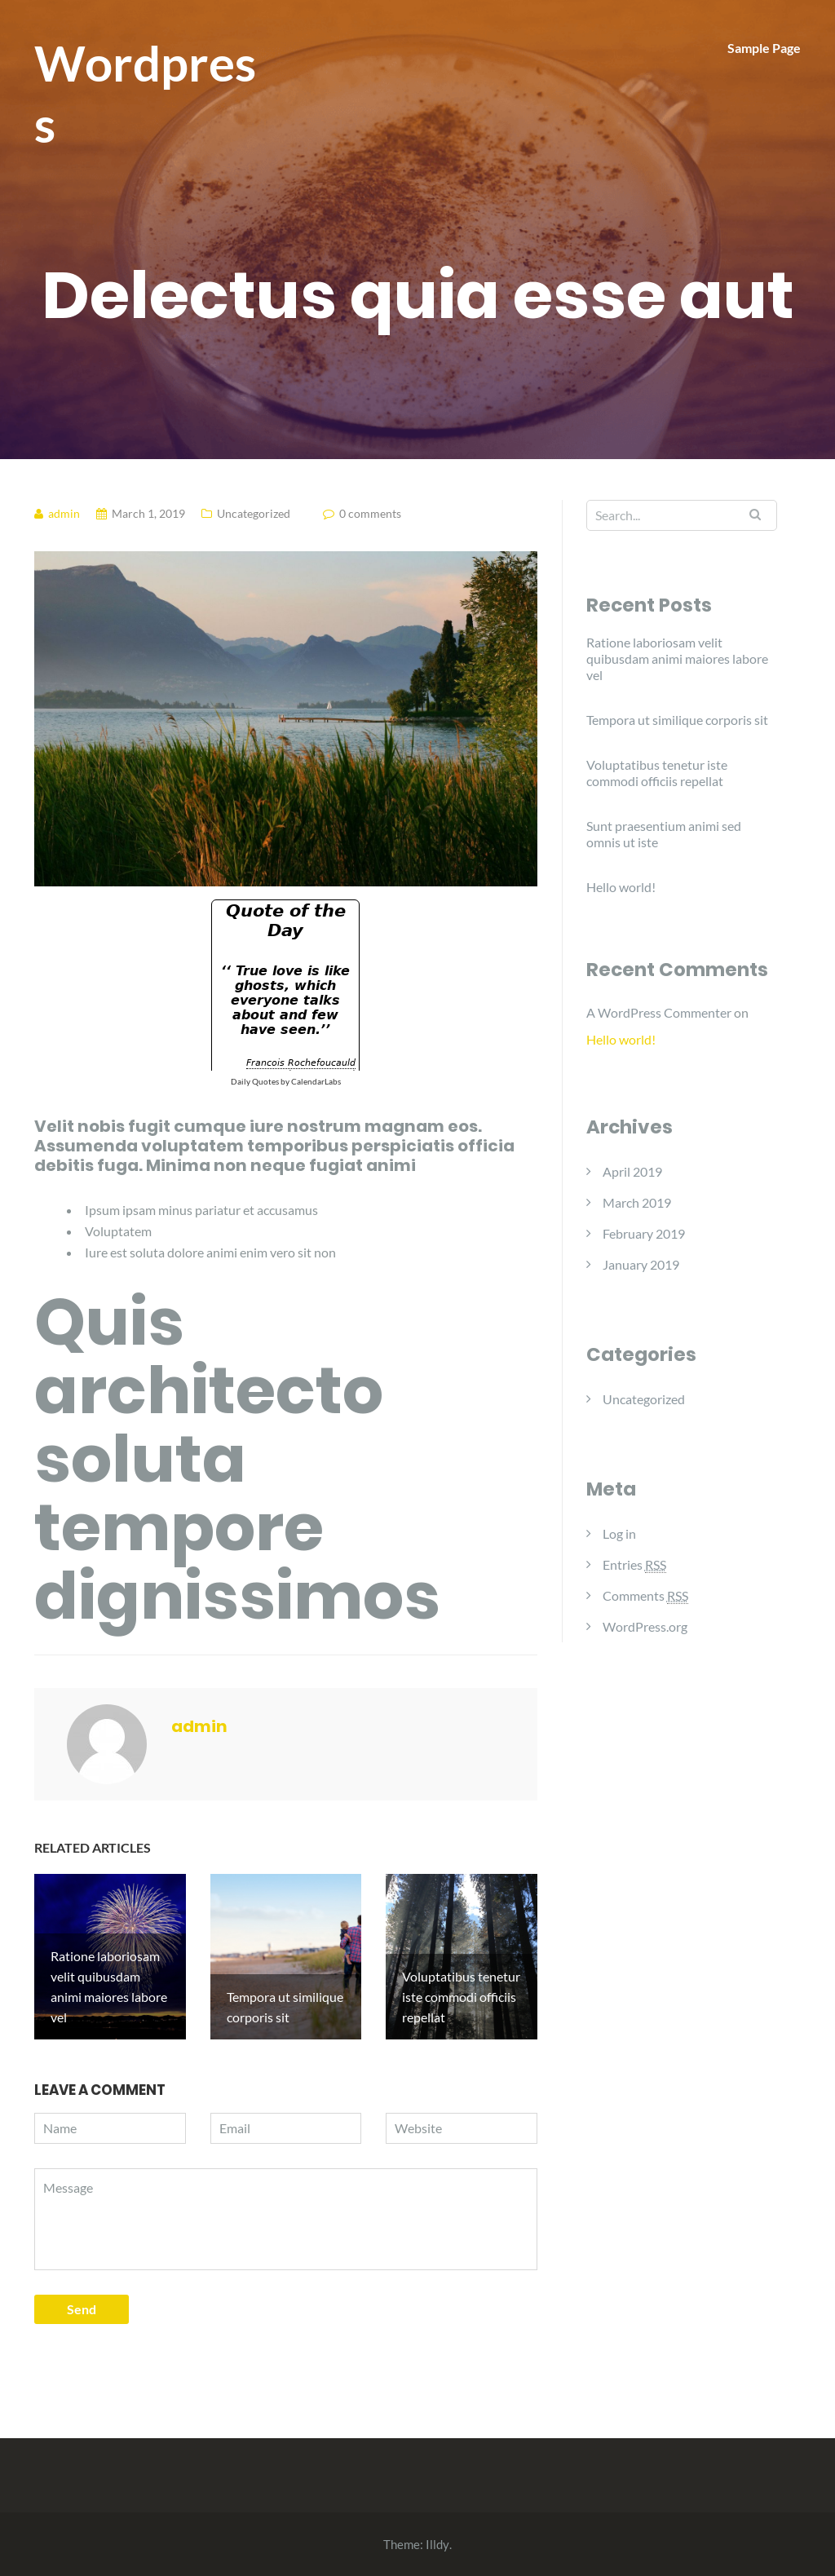 Wordpres
s
Sample Page
Delectus quia esse aut
admin March 1, 2019 Uncategorized 0 comments
Quote of the
Day
‘‘ True love is like
ghosts, which
everyone talks
about and few
have seen.’’
Francois Rochefoucauld
Daily Quotes by CalendarLabs
Velit nobis fugit cumque iure nostrum magnam eos.
Assumenda voluptatem temporibus perspiciatis officia
debitis fuga. Minima non neque fugiat animi
Ipsum ipsam minus pariatur et accusamus
Voluptatem
Iure est soluta dolore animi enim vero sit non
Quis
architecto
soluta
tempore
dignissimos
admin
RELATED ARTICLES
Ratione laboriosam
velit quibusdam
animi maiores labore
vel
Tempora ut similique
corporis sit
Voluptatibus tenetur
iste commodi officiis
repellat
LEAVE A COMMENT
Name
Email
Website
Message
Send
Search...
Recent Posts
Ratione laboriosam velit
quibusdam animi maiores labore
vel
Tempora ut similique corporis sit
Voluptatibus tenetur iste
commodi officiis repellat
Sunt praesentium animi sed
omnis ut iste
Hello world!
Recent Comments
A WordPress Commenter on
Hello world!
Archives
April 2019
March 2019
February 2019
January 2019
Categories
Uncategorized
Meta
Log in
Entries RSS
Comments RSS
WordPress.org
Theme: Illdy.